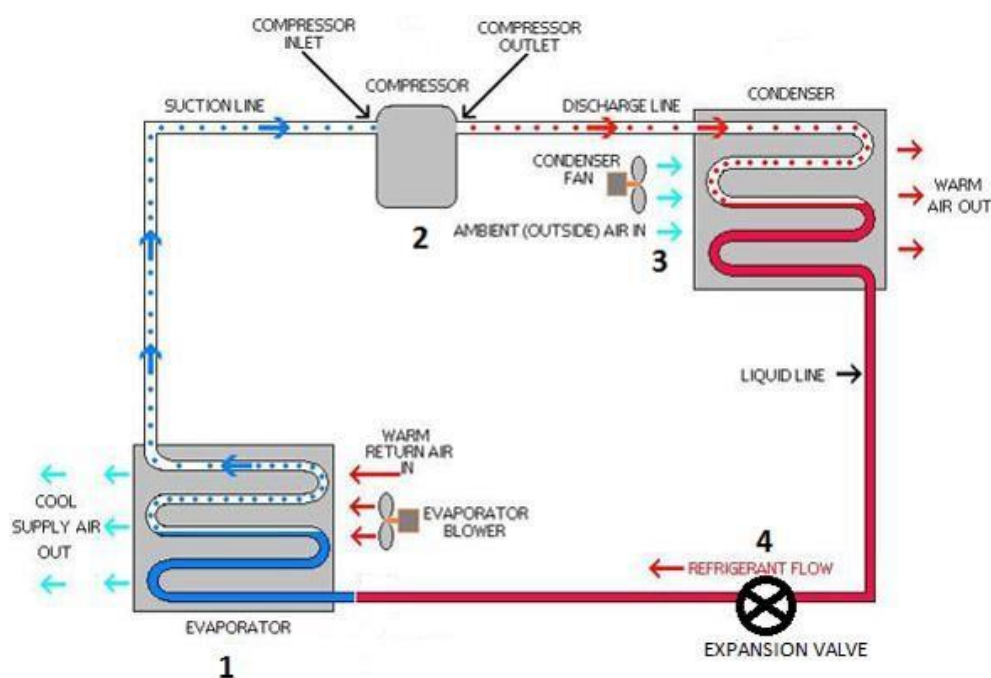 COMPRESSOR
INLET
COMPRESSOR
OUTLET
COMPRESSOR
SUCTION LINE
DISCHARGE LINE
CONDENSER
CONDENSER
FAN
WARM
AIR OUT
AMBIENT (OUTSIDE) AIR IN
2
3
LIQUID LINE
WARM
RETURN AIR
IN
COOL
SUPPLY AIR
OUT
EVAPORATOR
BLOWER
4
REFRIGERANT FLOW
EVAPORATOR
EXPANSION VALVE
1